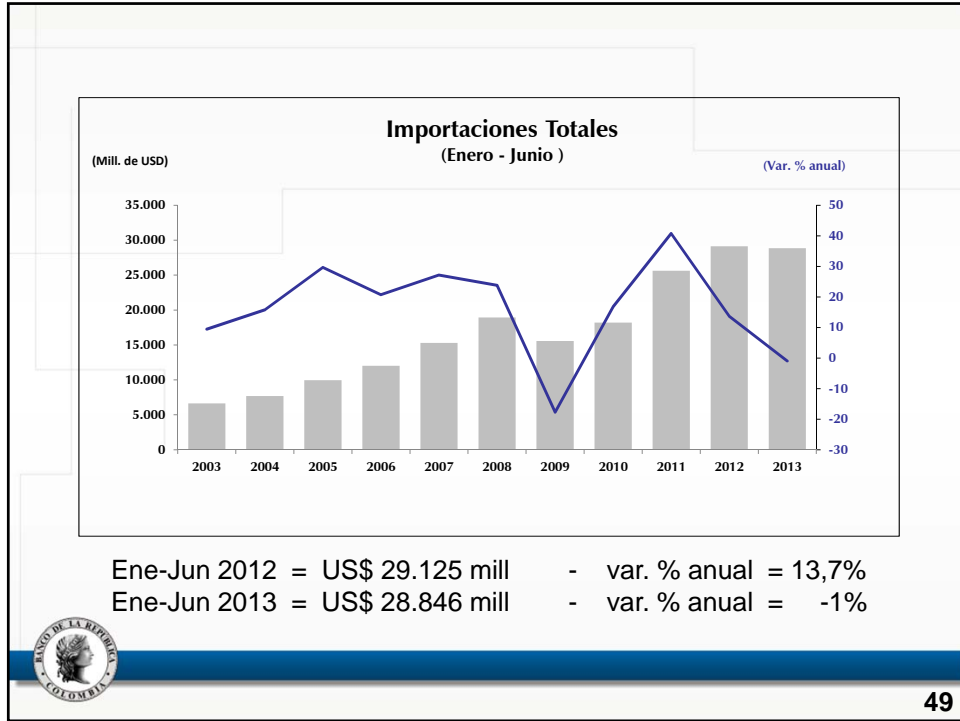 Importaciones Totales
(Enero - Junio )
(Mill. de USD)
(Var. % anual)
35.000
30.000
25.000
20.000
15.000
10.000
5.000
0
50
40
30
20
10
0
-10
-20
-30
2003 2004 2005 2006 2007 2008 2009 2010 2011 2012 2013
Ene-Jun 2012 = US$ 29.125 mill - var. % anual = 13,7%
Ene-Jun 2013 = US$ 28.846 mill - var. % anual = -1%
BANCO DE LA REPUBLICA
COLOMBIA
49